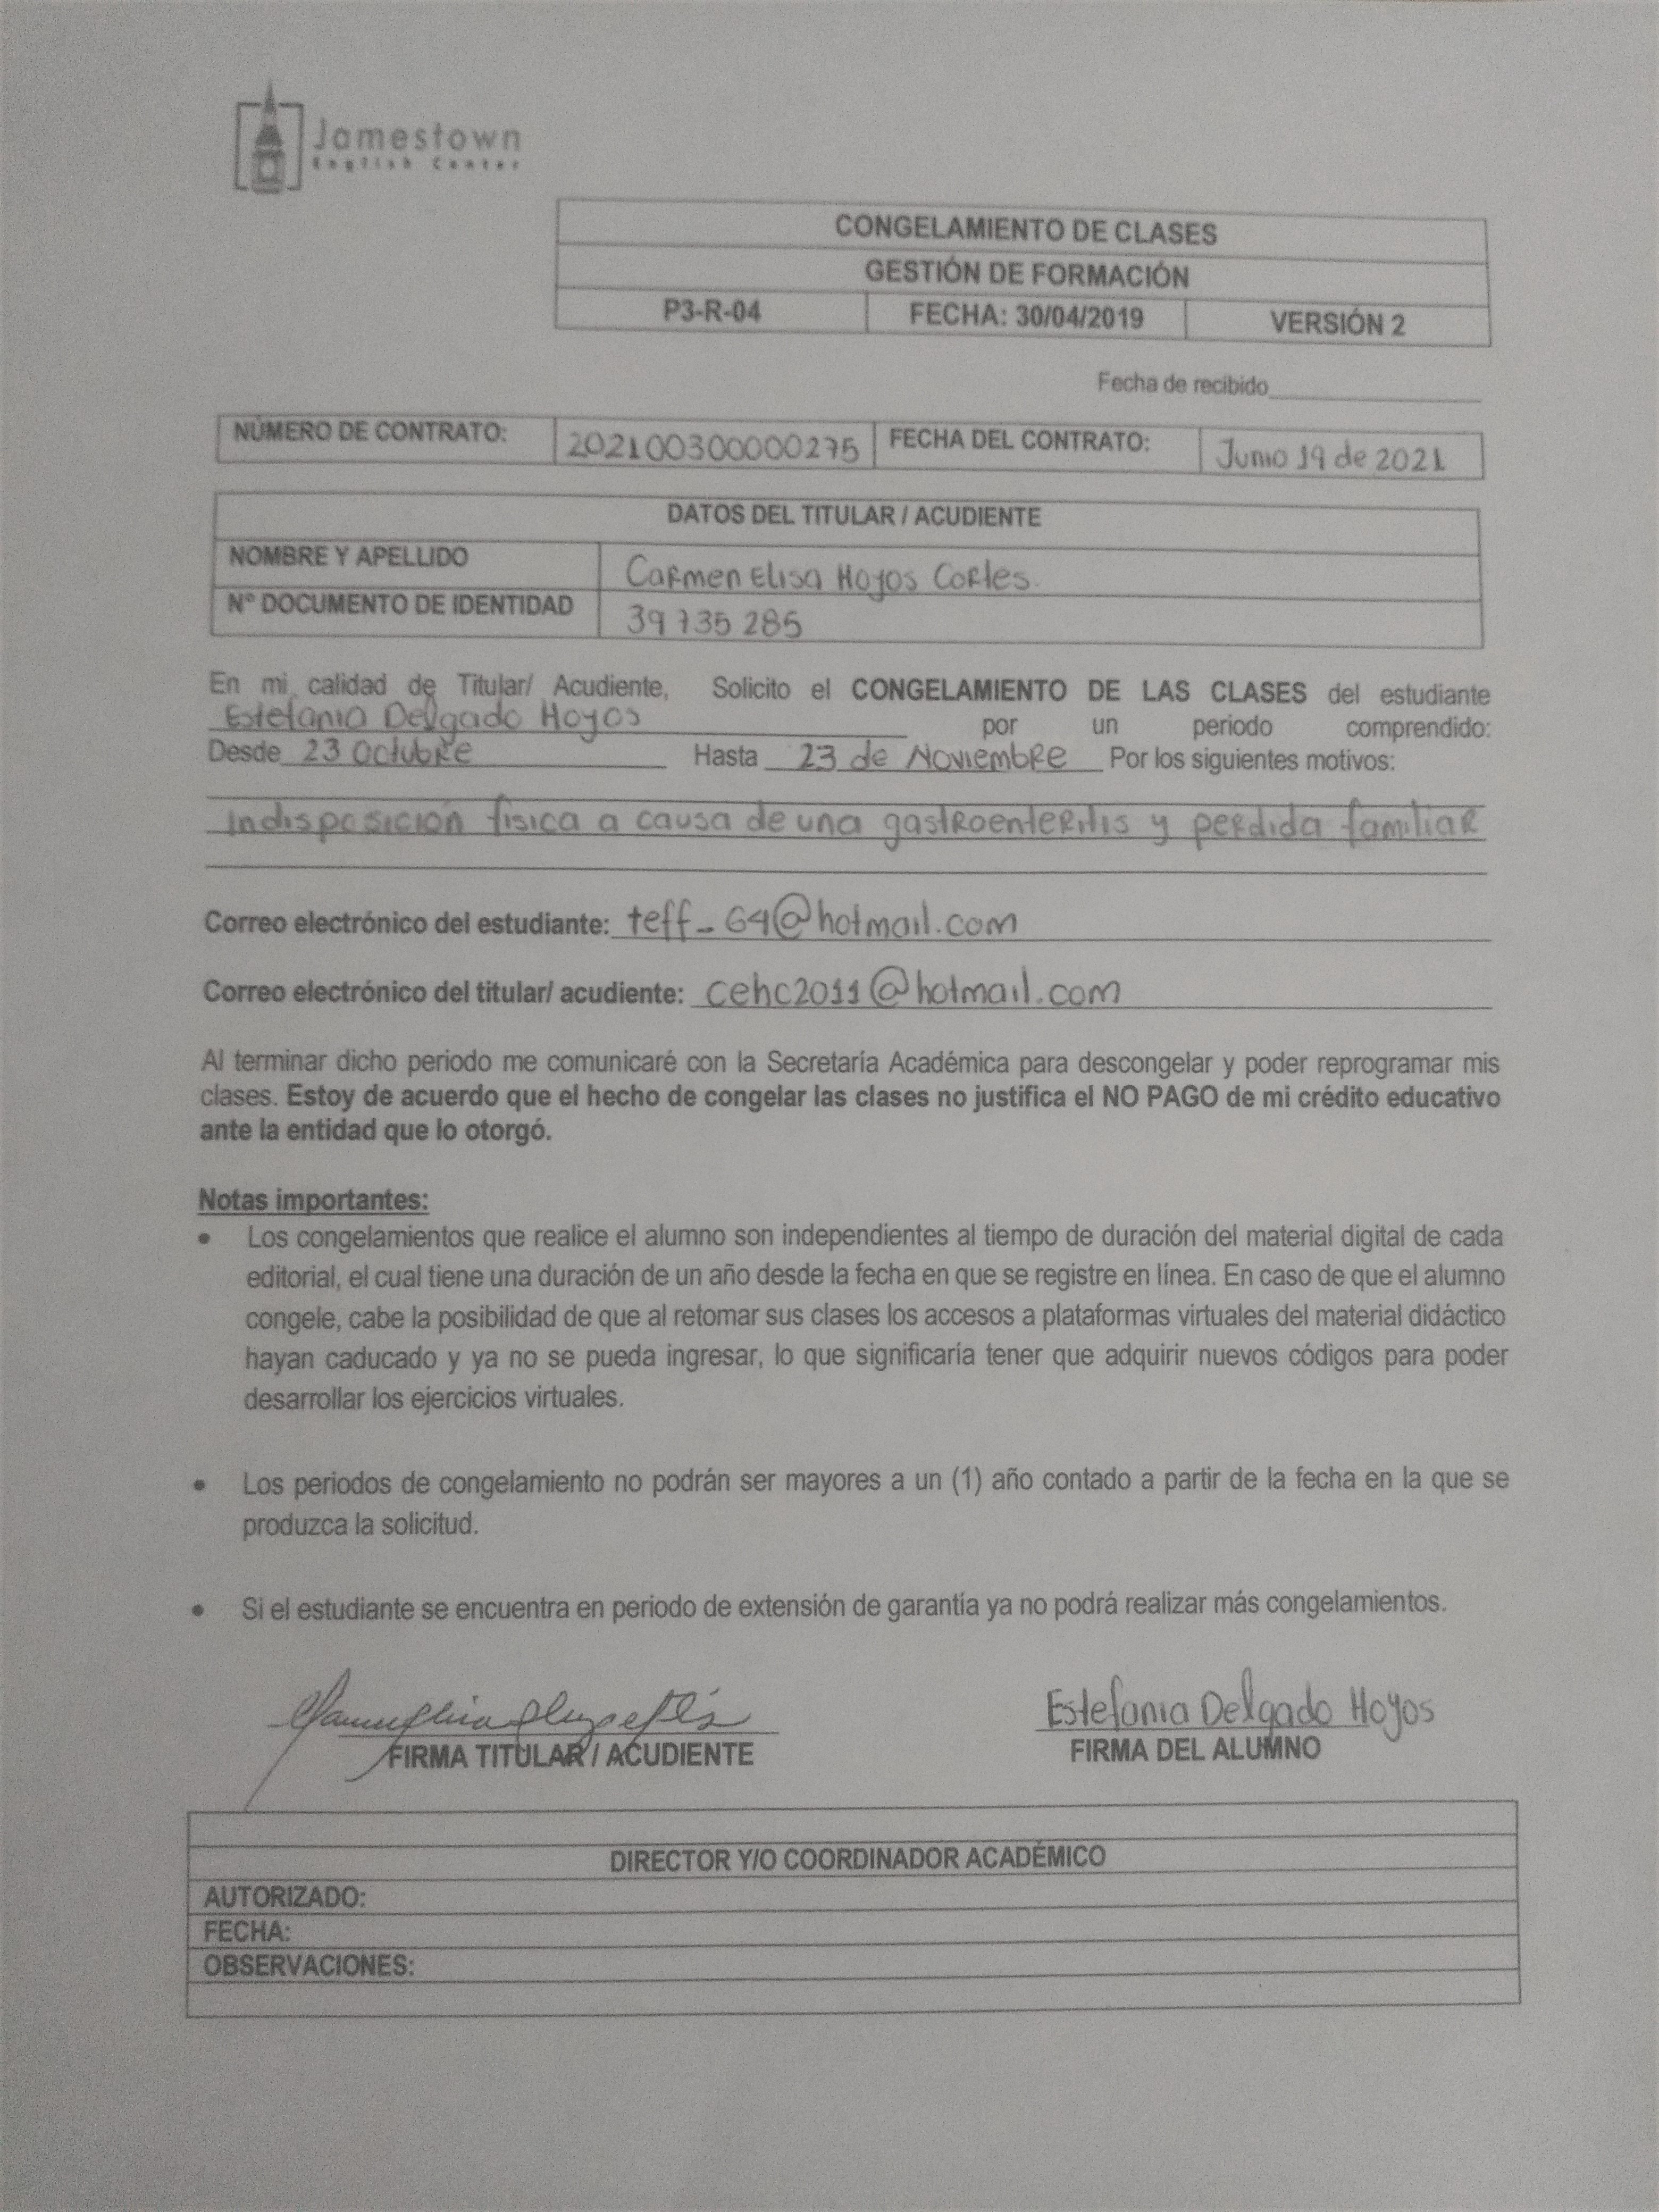 Jamestown
English Center
CONGELAMIENTO DE CLASES
GESTIÓN DE FORMACIÓN
P3-R-04 FECHA: 30/04/2019 VERSIÓN 2
Fecha de recibido
NÚMERO DE CONTRATO: 202100300000275 FECHA DEL CONTRATO: Junio 19 de 2021
DATOS DEL TITULAR / ACUDIENTE
NOMBRE Y APELLIDO Carmen Elisa Hoyos Cortes.
N° DOCUMENTO DE IDENTIDAD 39 735 285
En mi calidad de Titular/ Acudiente, Solicito el CONGELAMIENTO DE LAS CLASES del estudiante
Estefania Delgado Hoyos por un periodo comprendido:
Desde 23 Octubre Hasta 23 de Noviembre Por los siguientes motivos:
Indisposición física a causa de una gastroenteritis y perdida familiar
Correo electrónico del estudiante: teff_64@hotmail.com
Correo electrónico del titular/ acudiente: cehc2011@hotmail.com
Al terminar dicho periodo me comunicaré con la Secretaría Académica para descongelar y poder reprogramar mis
clases. Estoy de acuerdo que el hecho de congelar las clases no justifica el NO PAGO de mi crédito educativo
ante la entidad que lo otorgó.
Notas importantes:
• Los congelamientos que realice el alumno son independientes al tiempo de duración del material digital de cada
editorial, el cual tiene una duración de un año desde la fecha en que se registre en línea. En caso de que el alumno
congele, cabe la posibilidad de que al retomar sus clases los accesos a plataformas virtuales del material didáctico
hayan caducado y ya no se pueda ingresar, lo que significaría tener que adquirir nuevos códigos para poder
desarrollar los ejercicios virtuales.
• Los periodos de congelamiento no podrán ser mayores a un (1) año contado a partir de la fecha en la que se
produzca la solicitud.
• Si el estudiante se encuentra en periodo de extensión de garantía ya no podrá realizar más congelamientos.
Estefania Delgado Hoyos
FIRMA TITULAR / ACUDIENTE FIRMA DEL ALUMNO
DIRECTOR Y/O COORDINADOR ACADÉMICO
AUTORIZADO:
FECHA:
OBSERVACIONES: